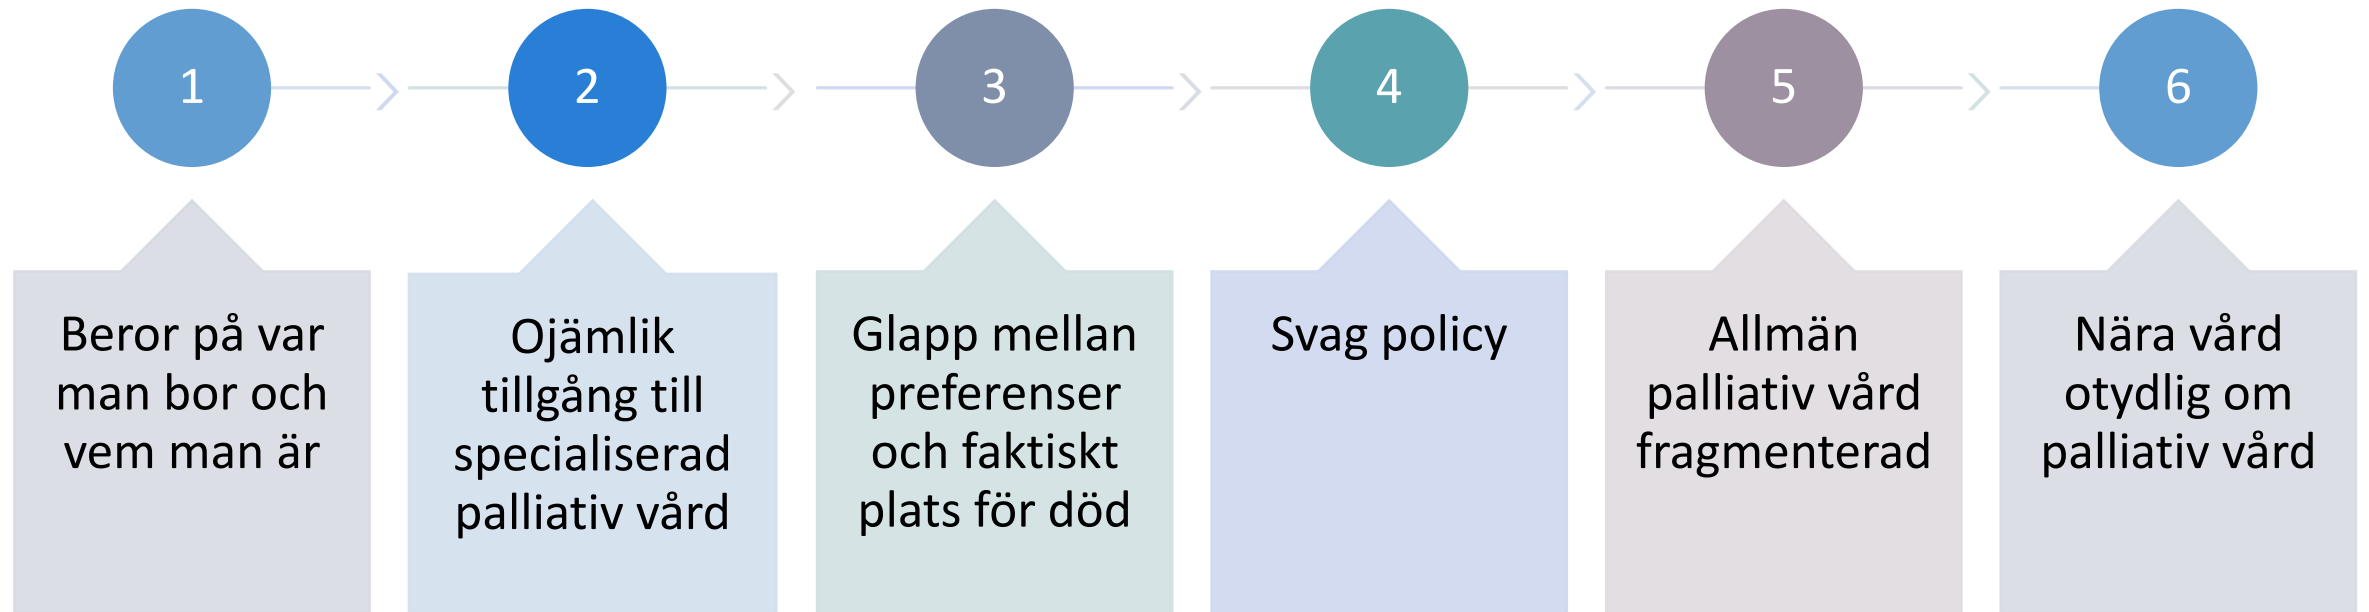 1
2
3
4
5
6
Beror på var
man bor och
vem man är
Ojämlik
tillgång till
specialiserad
palliativ vård
Glapp mellan
preferenser
och faktiskt
plats för död
Svag policy
Allmän
palliativ vård
fragmenterad
Nära vård
otydlig om
palliativ vård